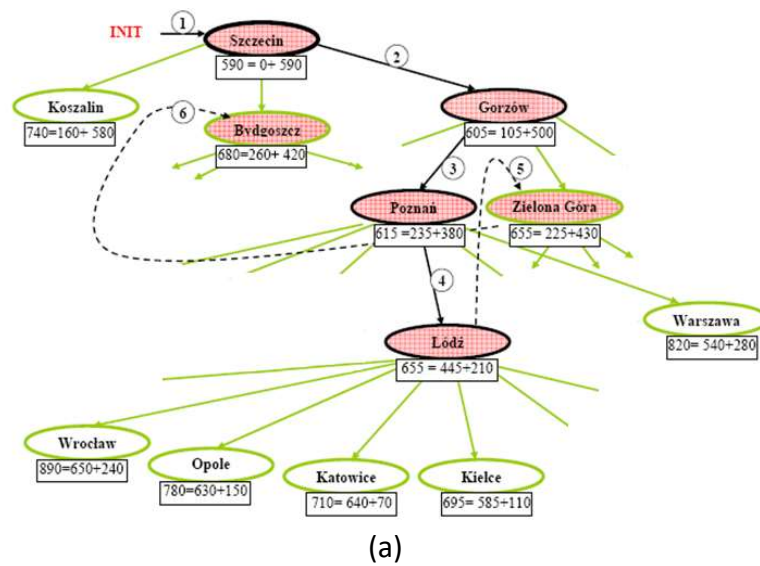 INIT
1
Szczecin
590 = 0+ 590
2
Koszalin
740=160+ 580
6
Bydgoszcz
680=260+ 420
Gorzów
605= 105+500
3
5
Poznań
615 =235+380
Zielona Góra
655= 225+430
4
Warszawa
820= 540+280
Łódź
655 = 445+210
Wrocław
890=650+240
Opole
780=630+150
Katowice
710= 640+70
Kielce
695= 585+110
(a)